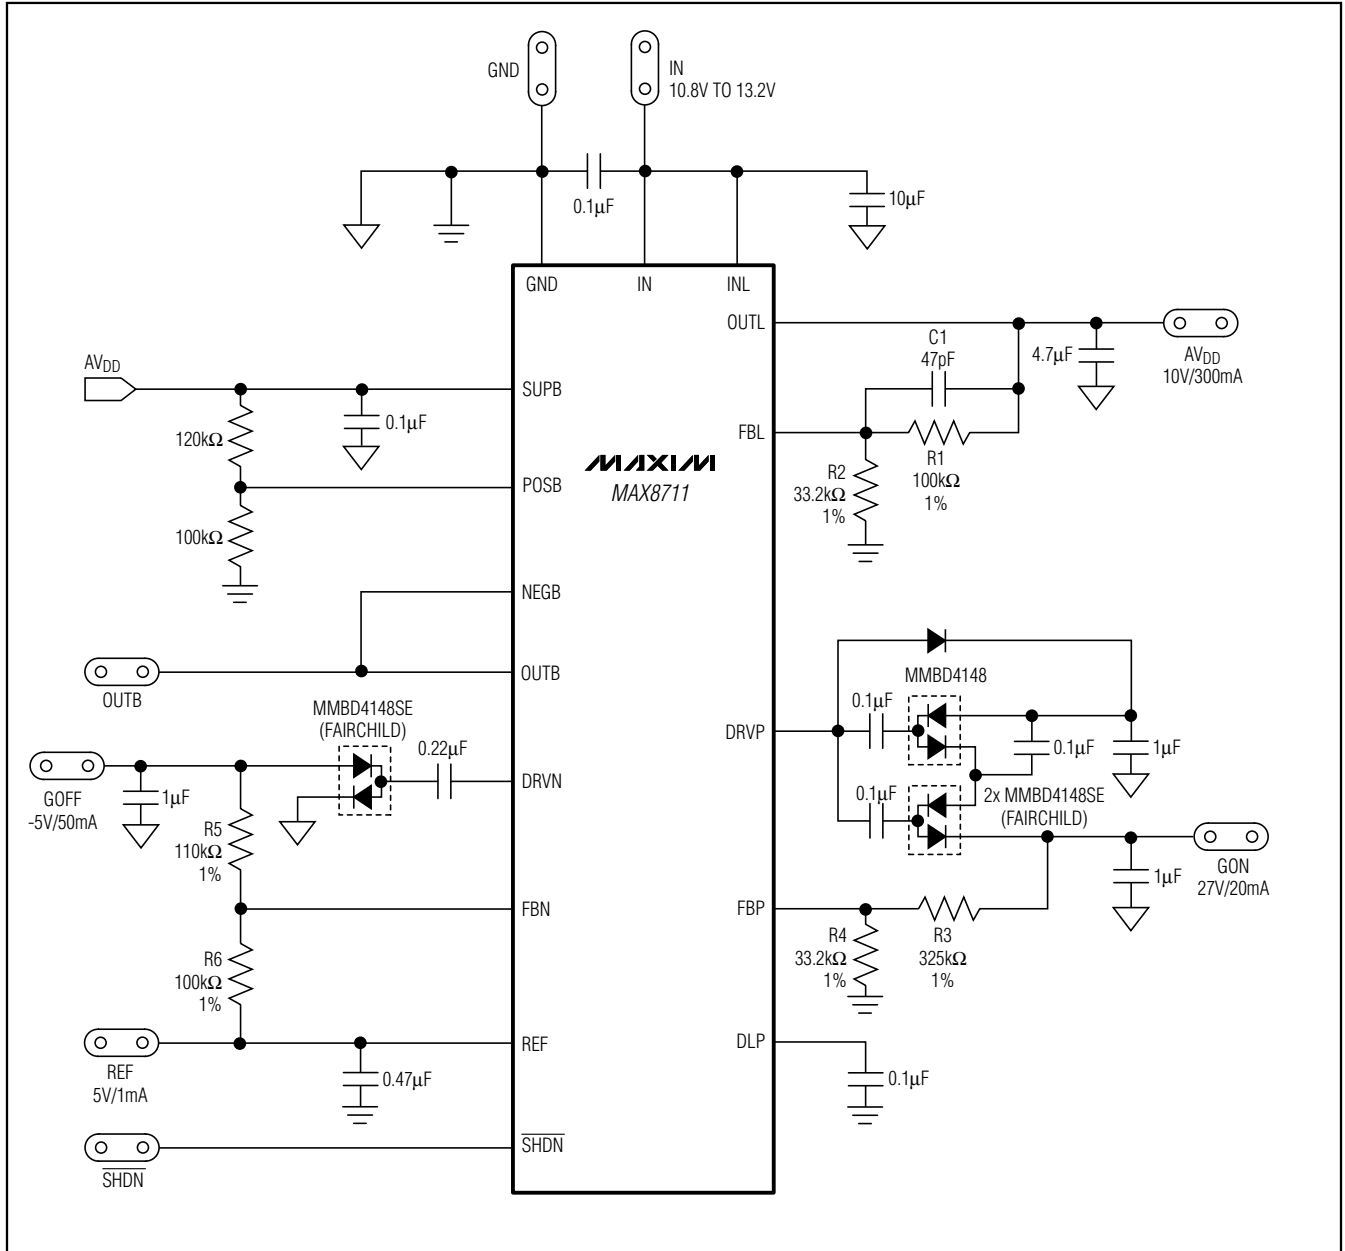 GND
IN
10.8V TO 13.2V
0.1µF
10µF
GND
IN
INL
OUTL
AVDD
SUPB
0.1µF
120kΩ
POSB
100kΩ
NEGB
OUTB
OUTB
MAXIM
MAX8711
C1
47pF
4.7µF
AVDD
10V/300mA
FBL
R2
33.2kΩ
1%
R1
100kΩ
1%
MMBD4148SE
(FAIRCHILD)
0.22µF
DRVN
GOFF
-5V/50mA
1µF
R5
110kΩ
1%
FBN
R6
100kΩ
1%
REF
REF
5V/1mA
0.47µF
SHDN
SHDN
MMBD4148
0.1µF
DRVP
0.1µF
1µF
0.1µF
2x MMBD4148SE
(FAIRCHILD)
GON
27V/20mA
1µF
FBP
R4
33.2kΩ
1%
R3
325kΩ
1%
DLP
0.1µF